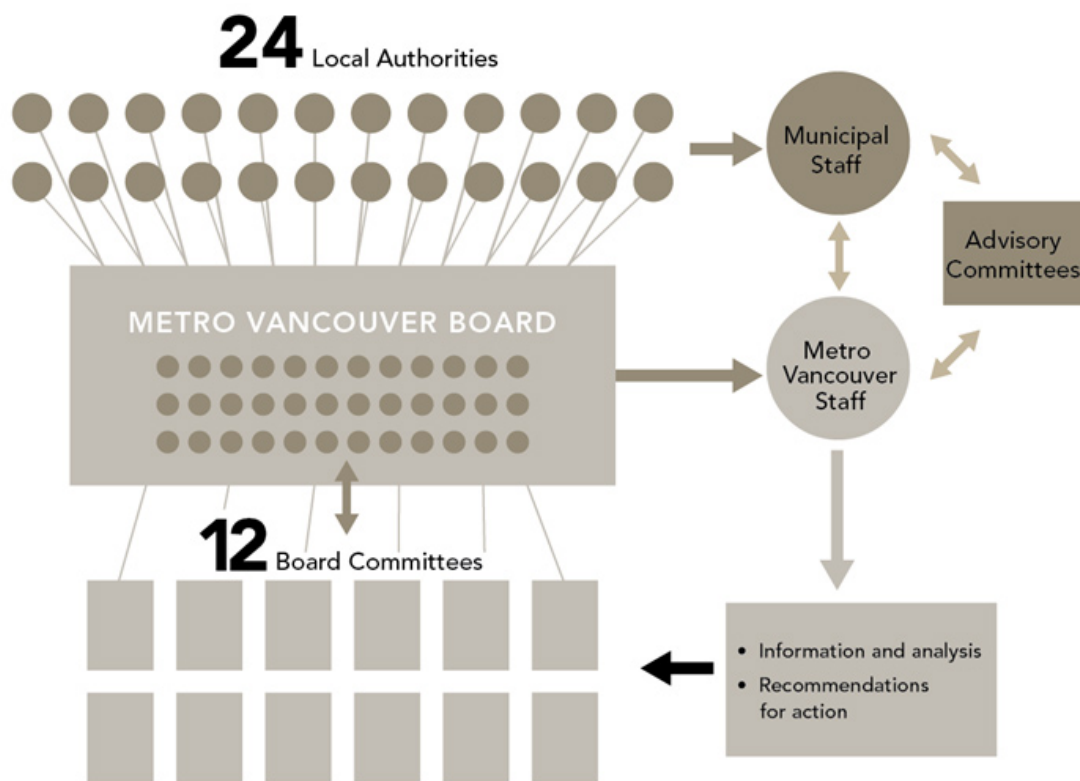 24 Local Authorities
Municipal
Staff
Advisory
Committees
METRO VANCOUVER BOARD
Metro
Vancouver
Staff
12 Board Committees
• Information and analysis
• Recommendations
for action